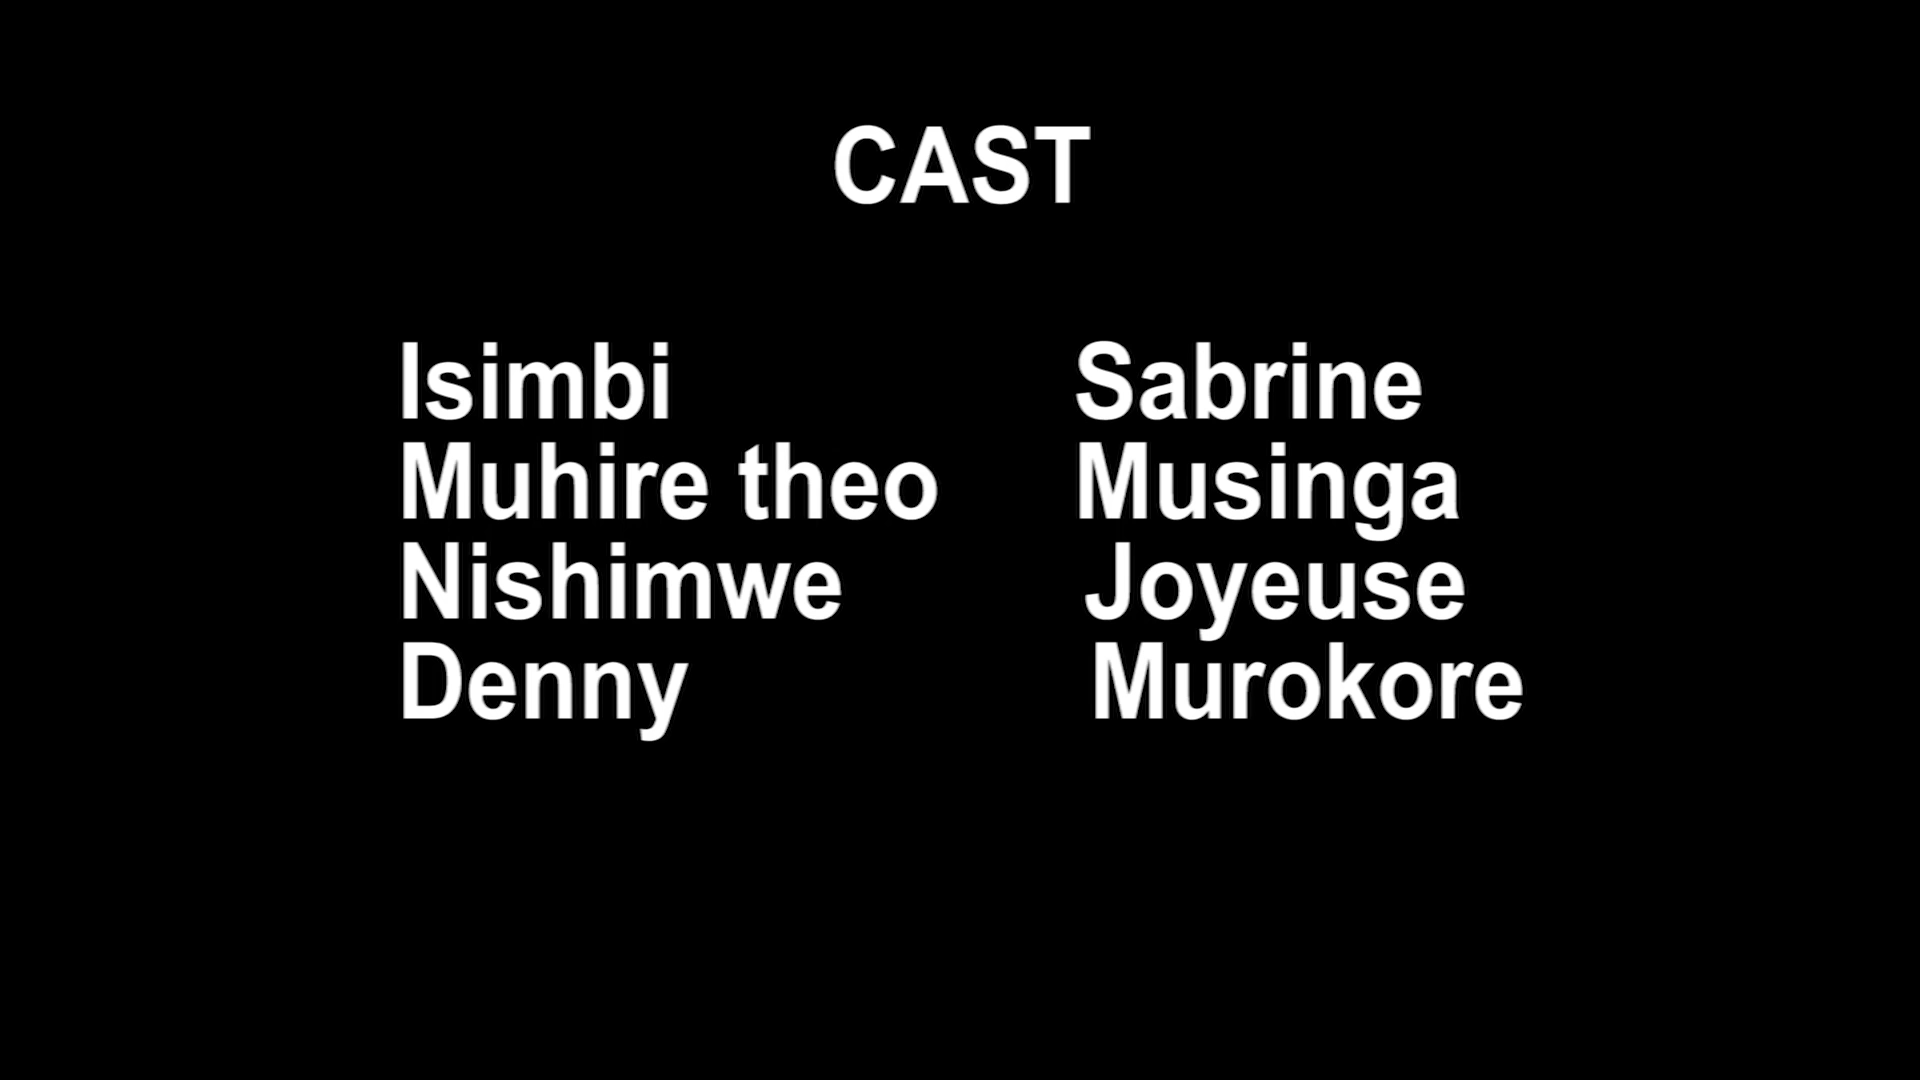 CAST
Isimbi Sabrine
Muhire theo Musinga
Nishimwe Joyeuse
Denny Murokore